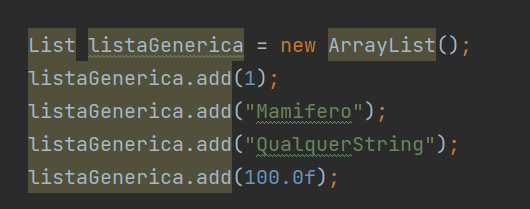 List listaGenerica = new ArrayList();
listaGenerica.add(1);
listaGenerica.add("Mamifero");
listaGenerica.add("QualquerString");
listaGenerica.add(100.0f);